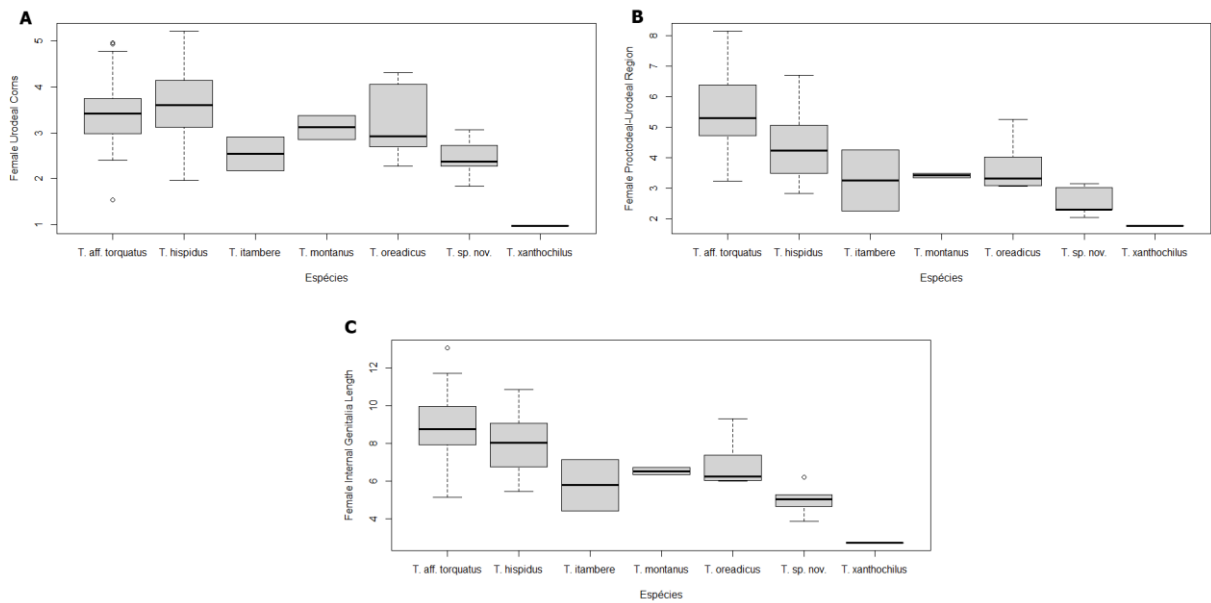 A
Female Urodeal Corns
5
4
3
2
1
T. aff. torquatus T. hispidus T. itambere T. montanus T. oreadicus T. sp. nov. T. xanthochilus
Espécies
B
Female Proctodeal-Urodeal Region
8
7
6
5
4
3
2
T. aff. torquatus T. hispidus T. itambere T. montanus T. oreadicus T. sp. nov. T. xanthochilus
Espécies
C
Female Internal Genitalia Length
12
10
8
6
4
T. aff. torquatus T. hispidus T. itambere T. montanus T. oreadicus T. sp. nov. T. xanthochilus
Espécies